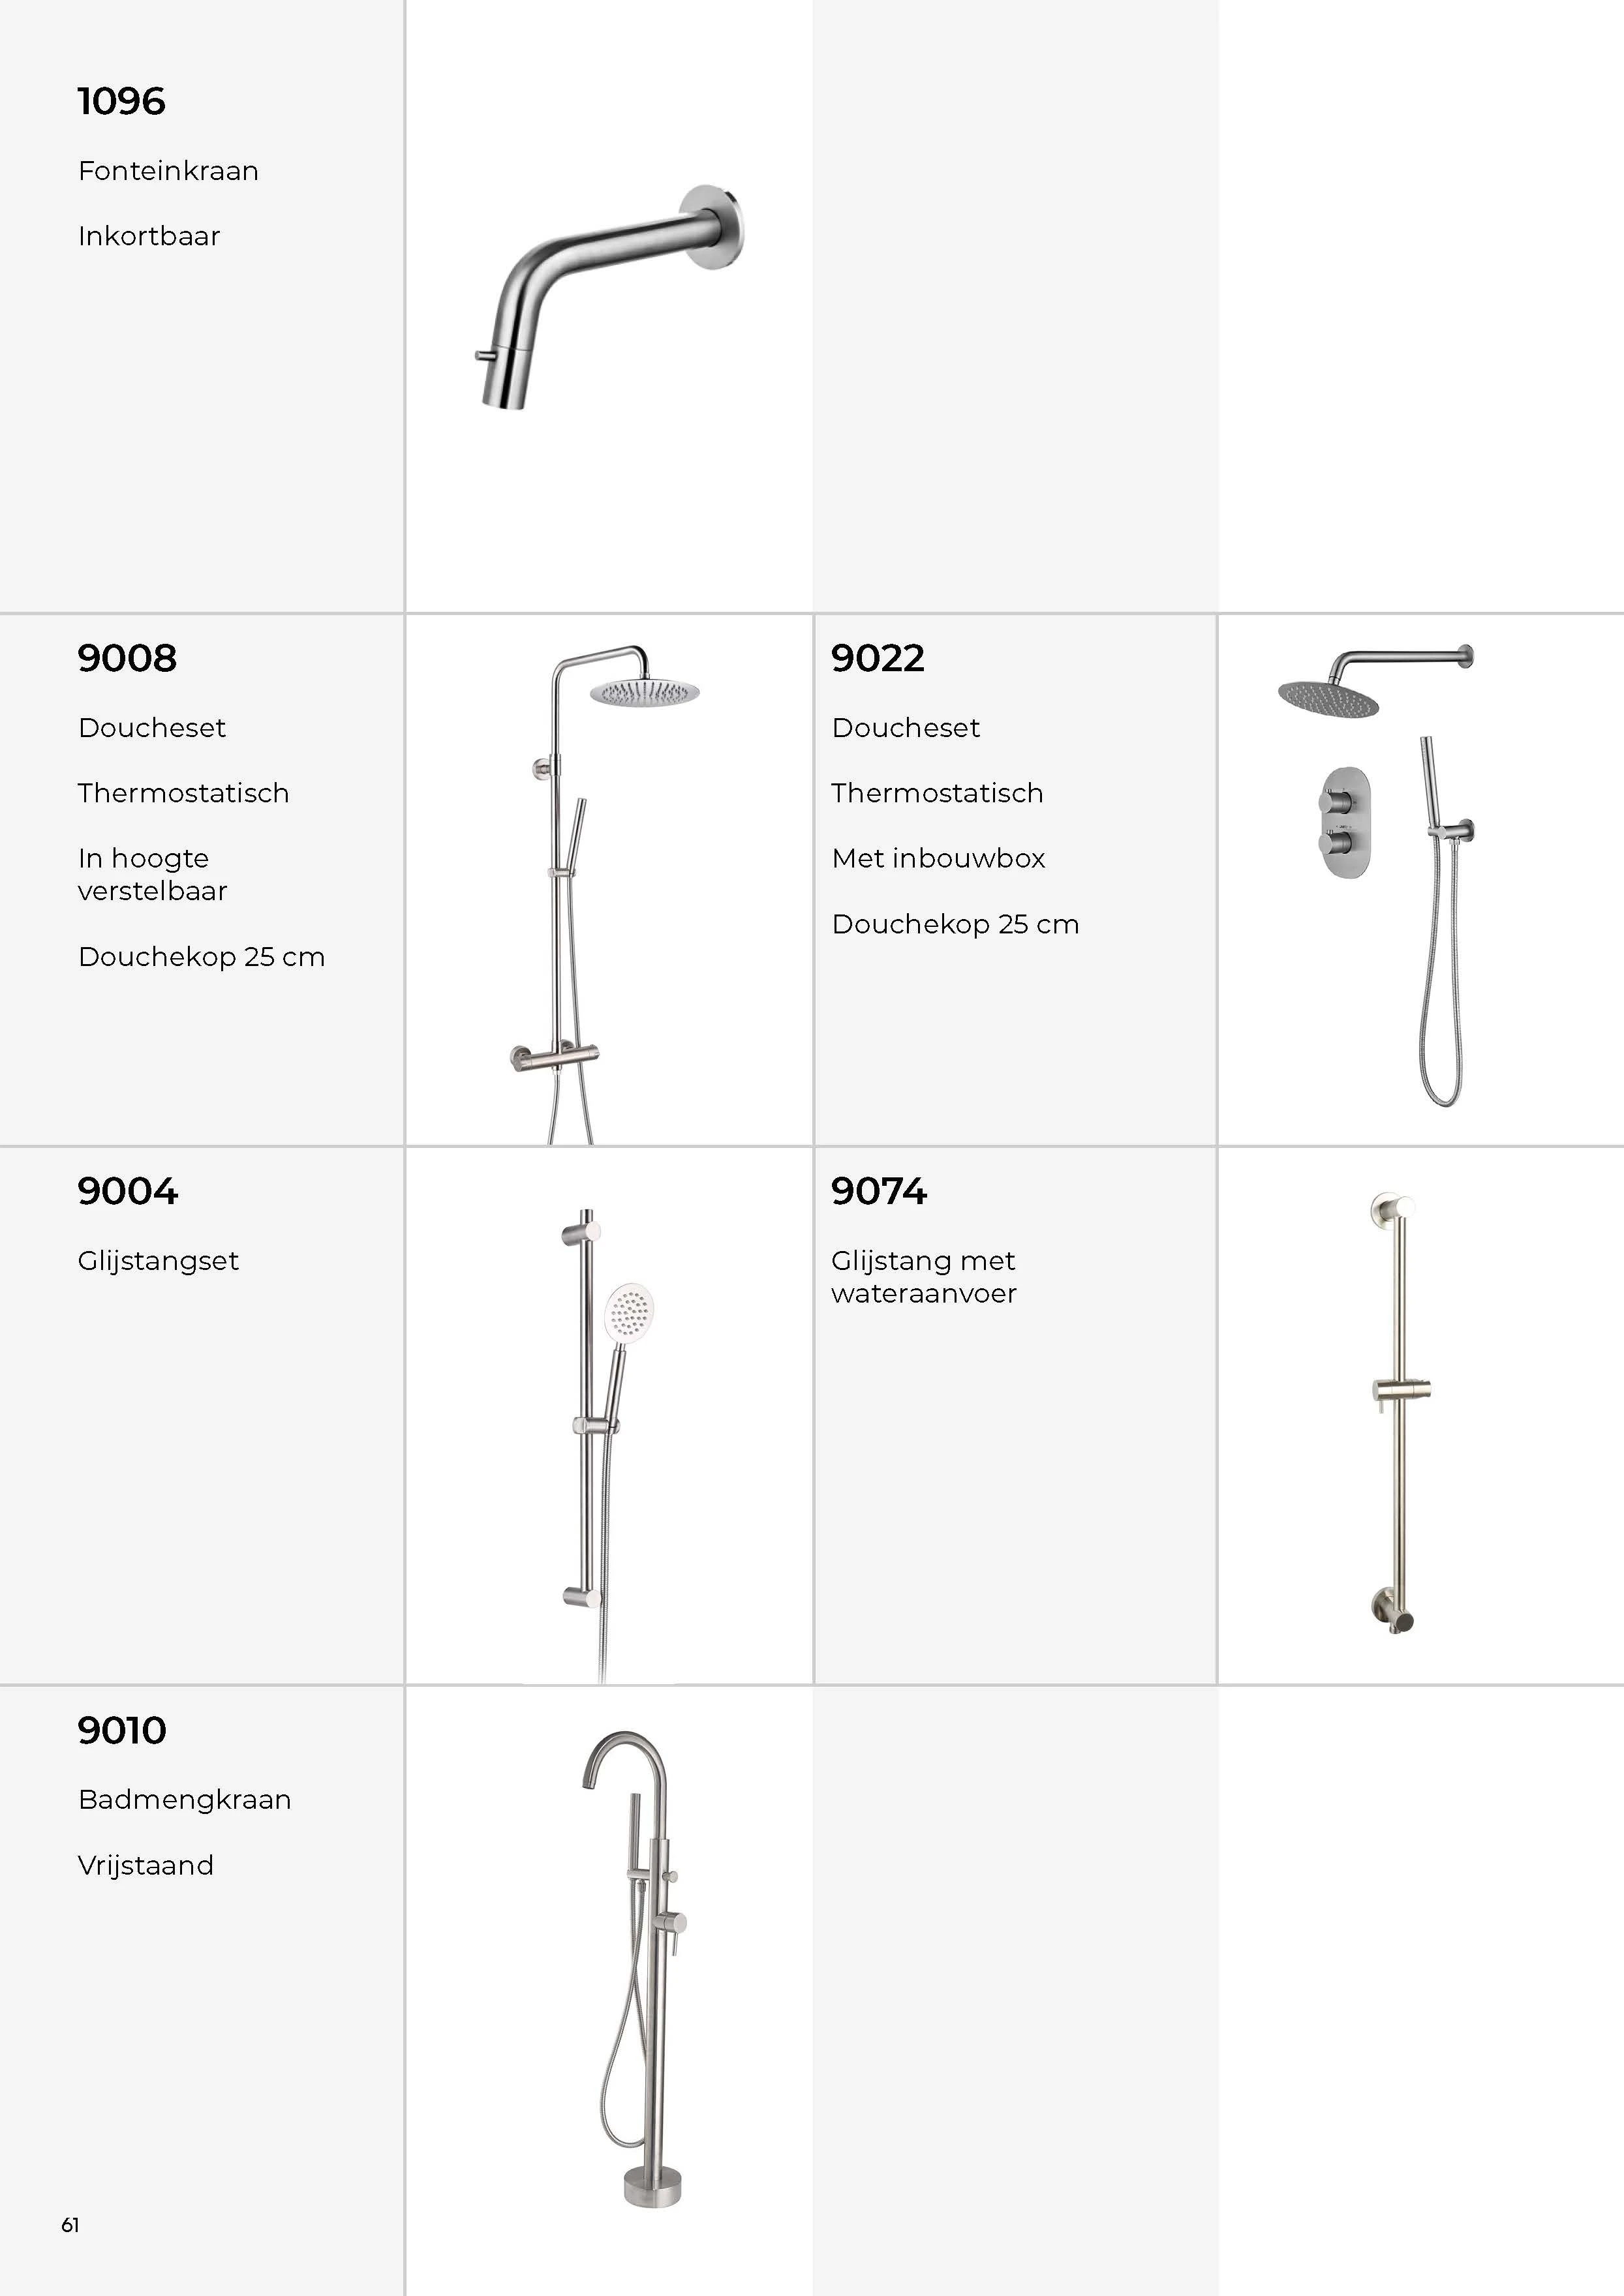 1096
Fonteinkraan
Inkortbaar
9008
Doucheset
Thermostatisch
In hoogte
verstelbaar
Douchekop 25 cm
9022
Doucheset
Thermostatisch
Met inbouwbox
Douchekop 25 cm
9004
Glijstangset
9074
Glijstang met
wateraanvoer
9010
Badmengkraan
Vrijstaand
61